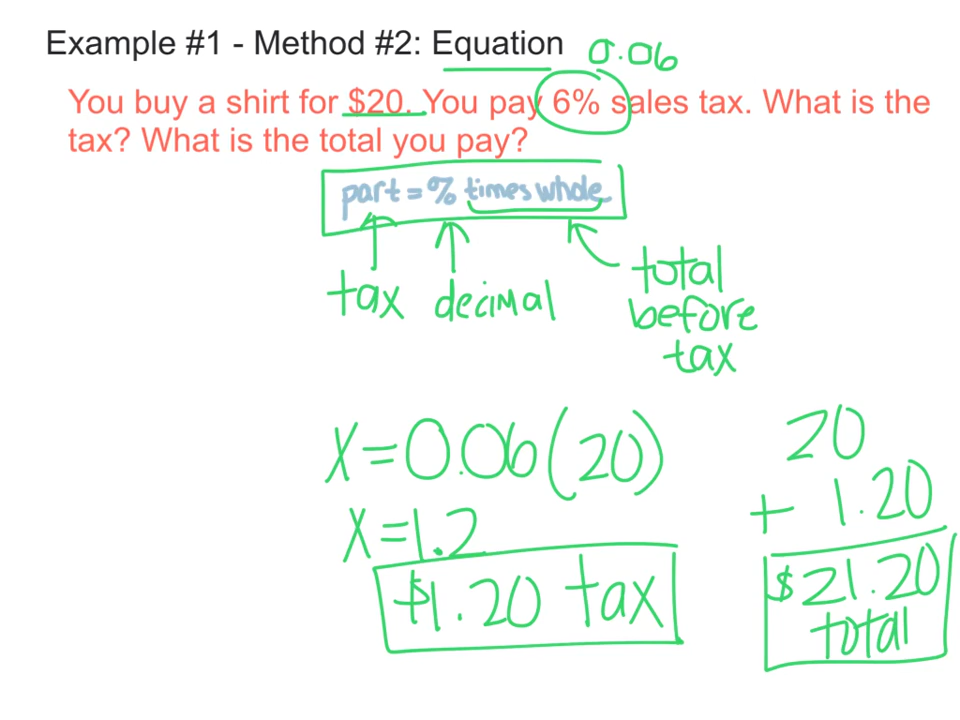 Example #1 - Method #2: Equation
0.06
You buy a shirt for $20. You pay 6% sales tax. What is the
tax? What is the total you pay?
part = % times whole
tax decimal
total
before
tax
x = 0.06(20)
x = 1.2
$1.20 tax
20
+ 1.20
$21.20
total